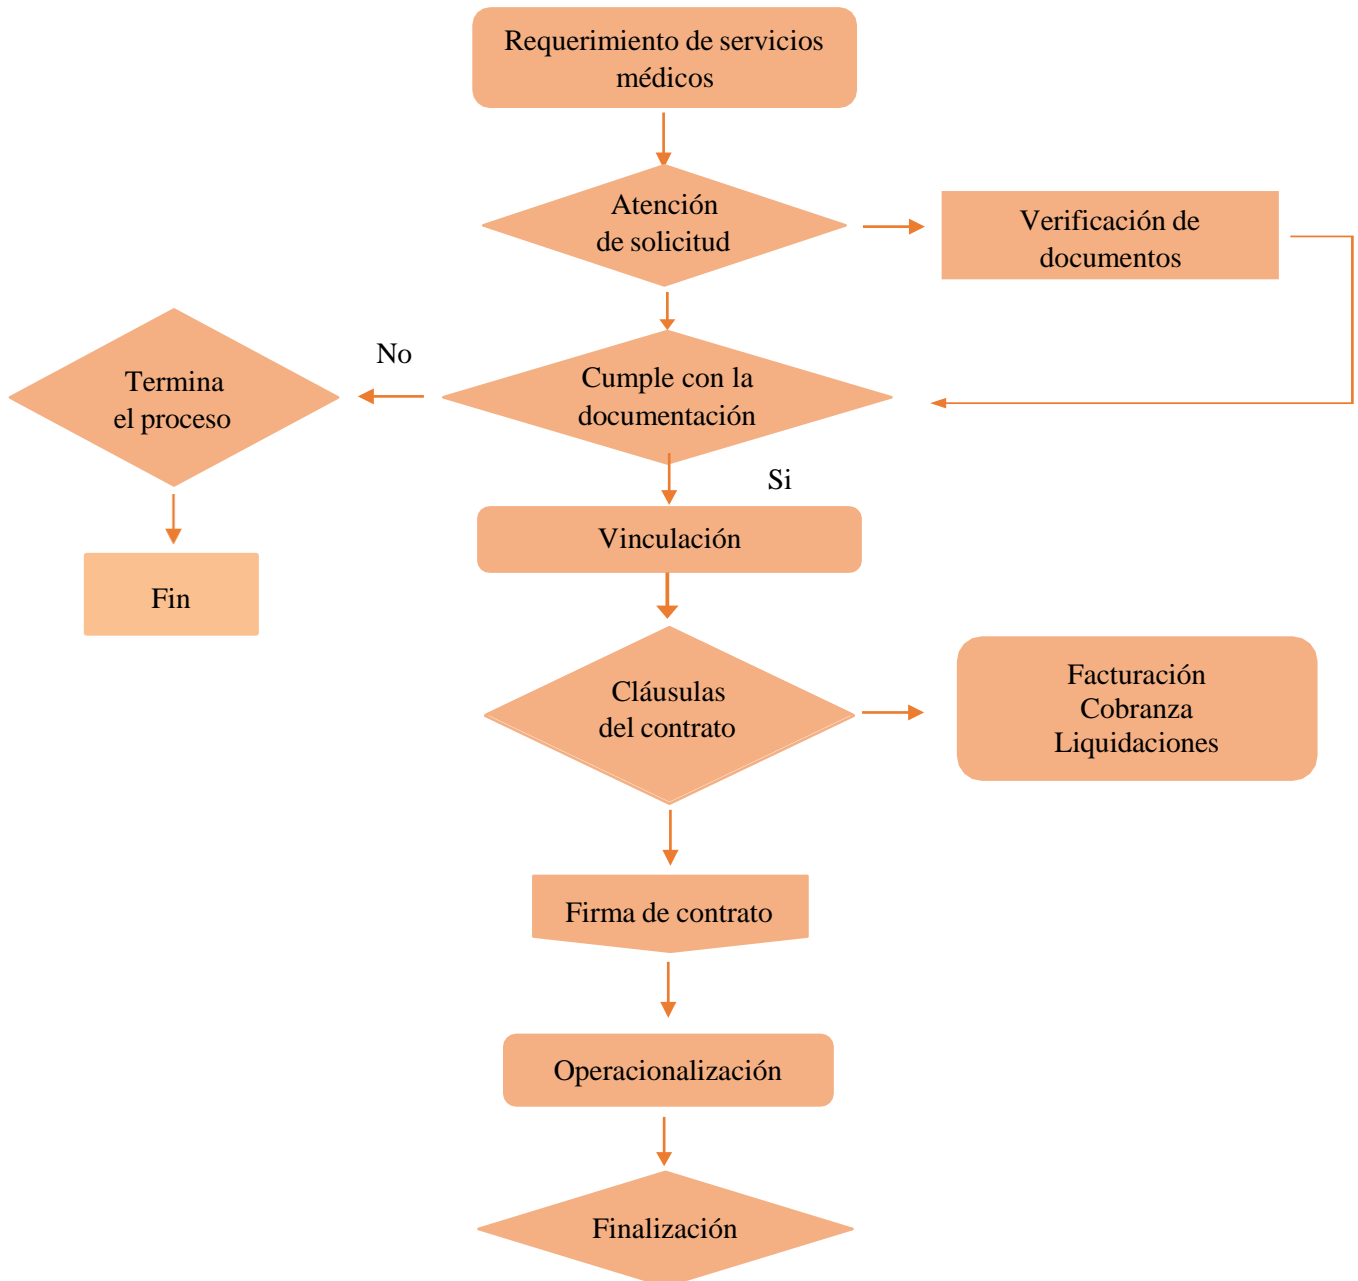 Requerimiento de servicios
médicos
Atención
de solicitud
Verificación de
documentos
No
Termina
el proceso
Cumple con la
documentación
Si
Vinculación
Fin
Cláusulas
del contrato
Facturación
Cobranza
Liquidaciones
Firma de contrato
Operacionalización
Finalización